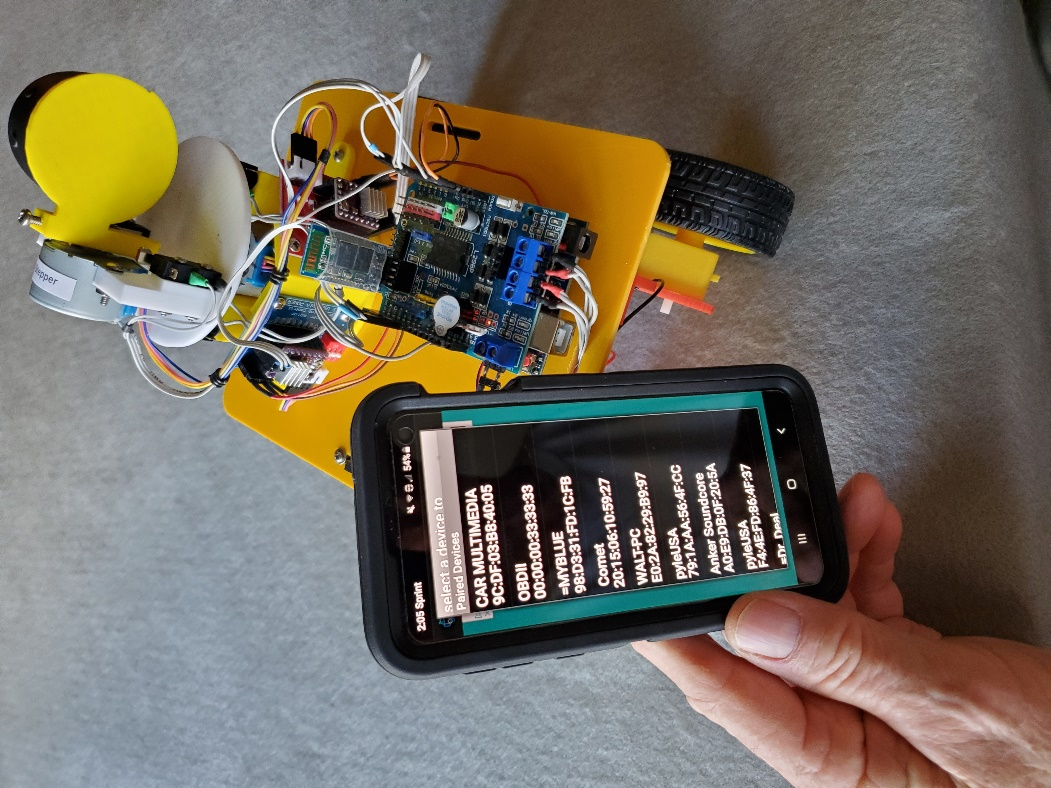 2:05 Sprint
54%
select a device to
Paired Devices
CAR MULTIMEDIA
9C:DF:03:B8:40:05
OBDII
00:00:00:33:33:33
=MYBLUE
98:D3:31:FD:1C:FB
Comet
20:15:06:10:59:27
WALT-PC
E0:2A:82:29:B9:97
pyleUSA
79:1A:AA:56:4F:CC
Anker Soundcore
A0:E9:DB:0F:20:5A
pyleUSA
F4:4E:FD:86:4F:37
=Dr. Deal